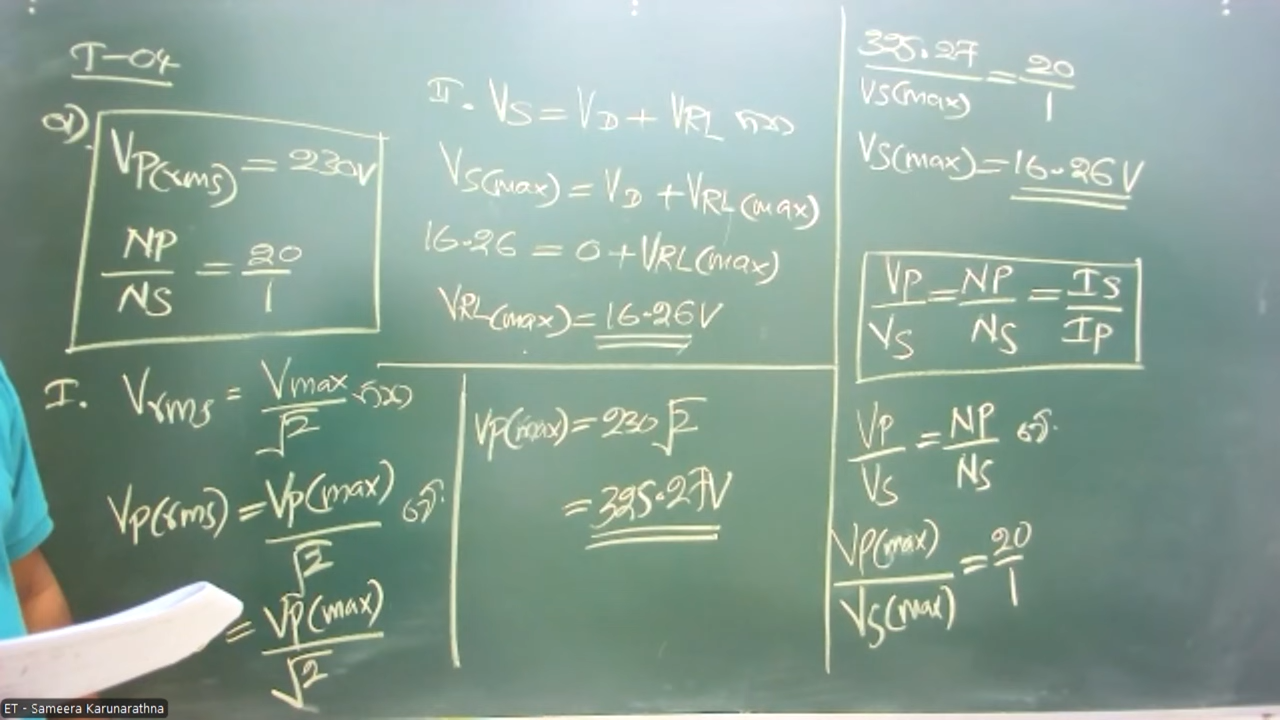 T-04
a).
VP(rms) = 230V
NP/NS = 20/1
I. Vrms = Vmax/√2 නිසා
VP(rms) = VP(max)/√2
= VP(max)/√2
VP(max) = 230√2
= 325.27V
VP/VS = NP/NS = IS/IP
VP/VS = NP/NS
VP(max)/VS(max) = 20/1
325.27/VS(max) = 20/1
VS(max) = 16.26V
II. VS = VD + VRL නිසා
VS(max) = VD + VRL(max)
16.26 = 0 + VRL(max)
VRL(max) = 16.26V
ET - Sameera Karunarathna